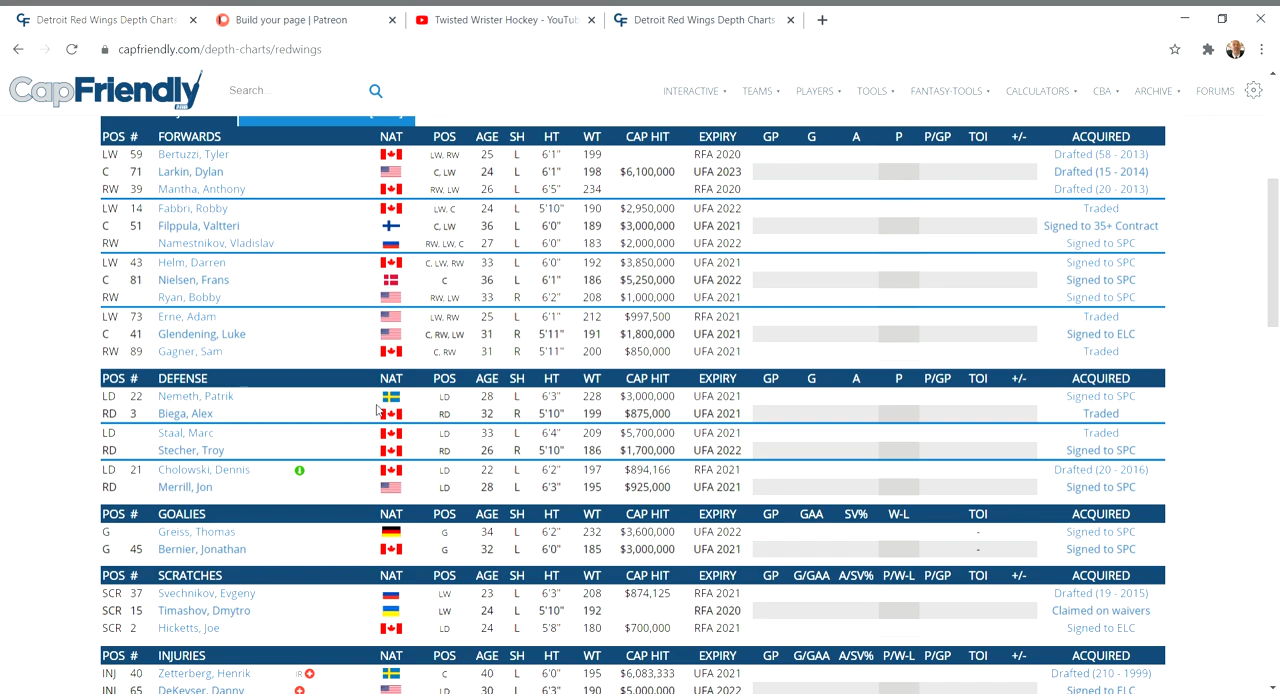 Detroit Red Wings Depth Charts
Build your page | Patreon
Twisted Wrister Hockey - YouTub
Detroit Red Wings Depth Charts
capfriendly.com/depth-charts/redwings
CapFriendly
Search...
INTERACTIVE TEAMS PLAYERS TOOLS FANTASY-TOOLS CALCULATORS CBA ARCHIVE FORUMS
POS # FORWARDS NAT POS AGE SH HT WT CAP HIT EXPIRY GP G A P P/GP TOI +/- ACQUIRED
LW 59 Bertuzzi, Tyler LW, RW 25 L 6'1" 199 RFA 2020 Drafted (58 - 2013)
C 71 Larkin, Dylan C, LW 24 L 6'1" 198 $6,100,000 UFA 2023 Drafted (15 - 2014)
RW 39 Mantha, Anthony RW, LW 26 L 6'5" 234 RFA 2020 Drafted (20 - 2013)
LW 14 Fabbri, Robby LW, C 24 L 5'10" 190 $2,950,000 UFA 2022 Traded
C 51 Filppula, Valtteri C, LW 36 L 6'0" 189 $3,000,000 UFA 2021 Signed to 35+ Contract
RW Namestnikov, Vladislav RW, LW, C 27 L 6'0" 183 $2,000,000 UFA 2022 Signed to SPC
LW 43 Helm, Darren C, LW, RW 33 L 6'0" 192 $3,850,000 UFA 2021 Signed to SPC
C 81 Nielsen, Frans C 36 L 6'1" 186 $5,250,000 UFA 2022 Signed to SPC
RW Ryan, Bobby RW, LW 33 R 6'2" 208 $1,000,000 UFA 2021 Signed to SPC
LW 73 Erne, Adam LW, RW 25 L 6'1" 212 $997,500 RFA 2021 Traded
C 41 Glendening, Luke C, RW, LW 31 R 5'11" 191 $1,800,000 UFA 2021 Signed to ELC
RW 89 Gagner, Sam C, RW 31 R 5'11" 200 $850,000 UFA 2021 Traded
POS # DEFENSE NAT POS AGE SH HT WT CAP HIT EXPIRY GP G A P P/GP TOI +/- ACQUIRED
LD 22 Nemeth, Patrik LD 28 L 6'3" 228 $3,000,000 UFA 2021 Signed to SPC
RD 3 Biega, Alex RD 32 R 5'10" 199 $875,000 UFA 2021 Traded
LD Staal, Marc LD 33 L 6'4" 209 $5,700,000 UFA 2021 Traded
RD Stecher, Troy RD 26 R 5'10" 186 $1,700,000 UFA 2022 Signed to SPC
LD 21 Cholowski, Dennis LD 22 L 6'2" 197 $894,166 RFA 2021 Drafted (20 - 2016)
RD Merrill, Jon LD 28 L 6'3" 195 $925,000 UFA 2021 Signed to SPC
POS # GOALIES NAT POS AGE SH HT WT CAP HIT EXPIRY GP GAA SV% W-L TOI ACQUIRED
G Greiss, Thomas G 34 L 6'2" 232 $3,600,000 UFA 2022 - Signed to SPC
G 45 Bernier, Jonathan G 32 L 6'0" 185 $3,000,000 UFA 2021 - Signed to SPC
POS # SCRATCHES NAT POS AGE SH HT WT CAP HIT EXPIRY GP G/GAA A/SV% P/W-L P/GP TOI +/- ACQUIRED
SCR 37 Svechnikov, Evgeny RW 23 L 6'3" 208 $874,125 RFA 2021 Drafted (19 - 2015)
SCR 15 Timashov, Dmytro LW 24 L 5'10" 192 RFA 2020 Claimed on waivers
SCR 2 Hicketts, Joe LD 24 L 5'8" 180 $700,000 RFA 2021 Signed to ELC
POS # INJURIES NAT POS AGE SH HT WT CAP HIT EXPIRY GP G/GAA A/SV% P/W-L P/GP TOI +/- ACQUIRED
INJ 40 Zetterberg, Henrik IR C 40 L 6'0" 195 $6,083,333 UFA 2021 Drafted (210 - 1999)
INJ 65 DeKeyser, Danny LD 30 L 6'3" 190 $5,000,000 UFA 2022 Signed to ELC